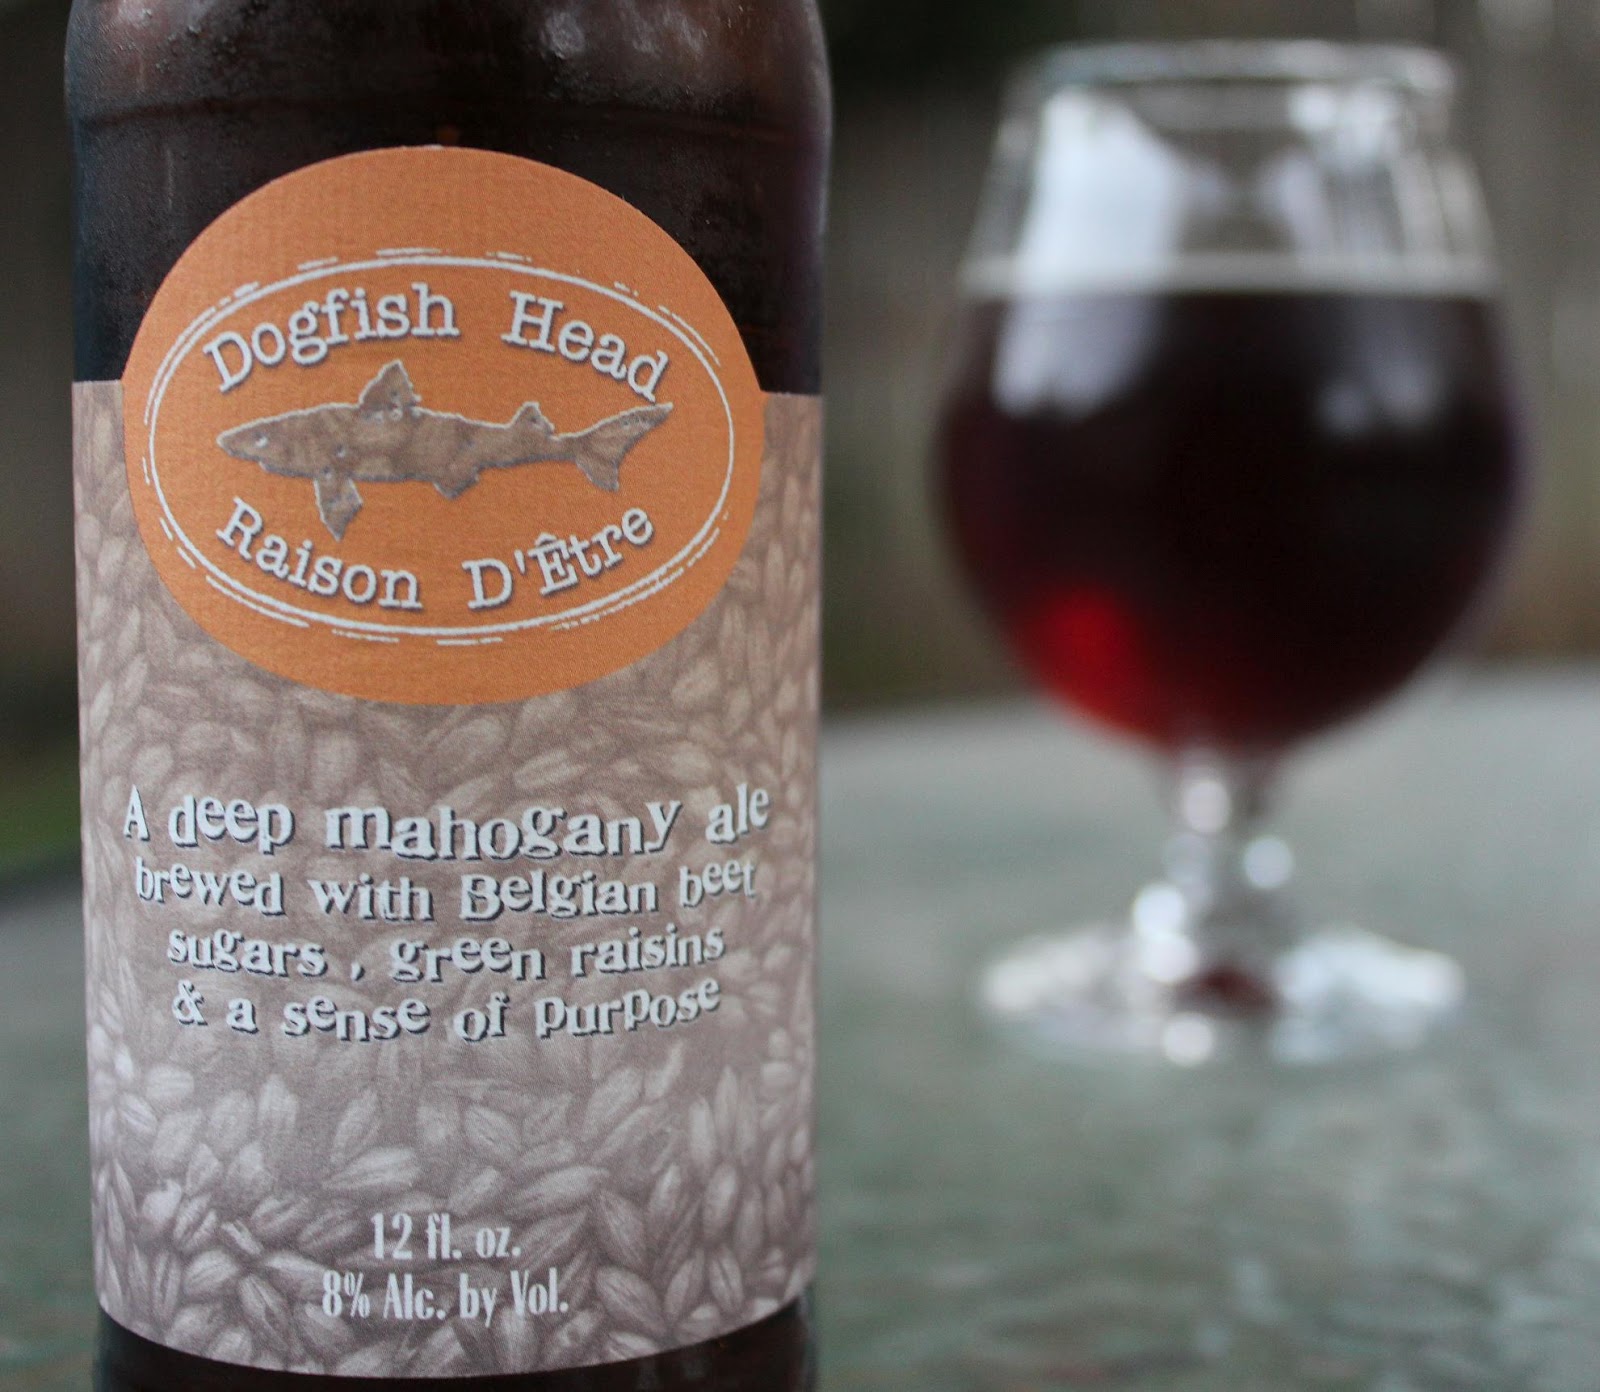 Dogfish Head
Raison D'Être
A deep mahogany ale
brewed with Belgian beet
sugars , green raisins
& a sense of purpose
12 fl. oz.
8% Alc. by Vol.